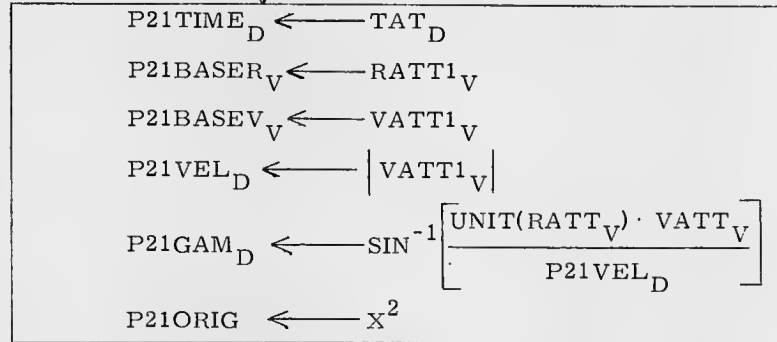 P21TIME_D ← TAT_D
P21BASER_V ← RATT1_V
P21BASEV_V ← VATT1_V
P21VEL_D ← |VATT1_V|
P21GAM_D ← SIN^-1 [UNIT(RATT_V) · VATT_V / P21VEL_D]
P21ORIG ← X^2